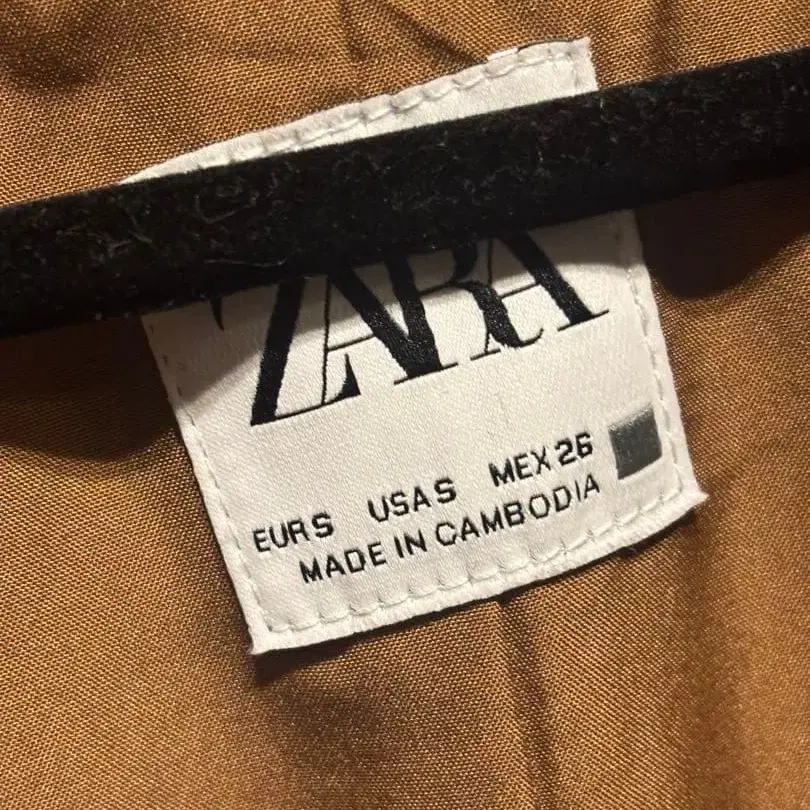 ZARA
EUR S USA S MEX 26
MADE IN CAMBODIA